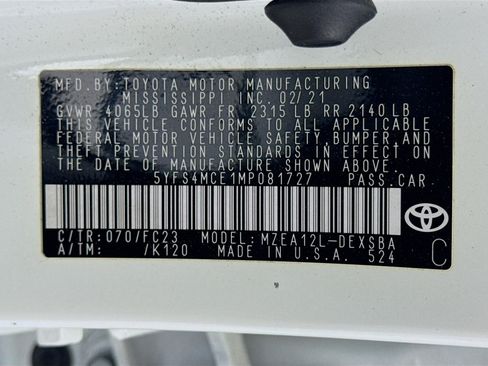 MFD.BY:TOYOTA MOTOR MANUFACTURING
MISSISSIPPI INC. 02/21
GVWR 4065LB GAWR FR 2315 LB RR 2140 LB
THIS VEHICLE CONFORMS TO ALL APPLICABLE
FEDERAL MOTOR VEHICLE SAFETY, BUMPER, AND
THEFT PREVENTION STANDARDS IN EFFECT ON
THE DATE OF MANUFACTURE SHOWN ABOVE.
5YFS4MCE1MP081727 PASS.CAR
C/TR:070/FC23 MODEL:MZEA12L-DEXSBA
A/TM: /K120 MADE IN U.S.A. 524
C